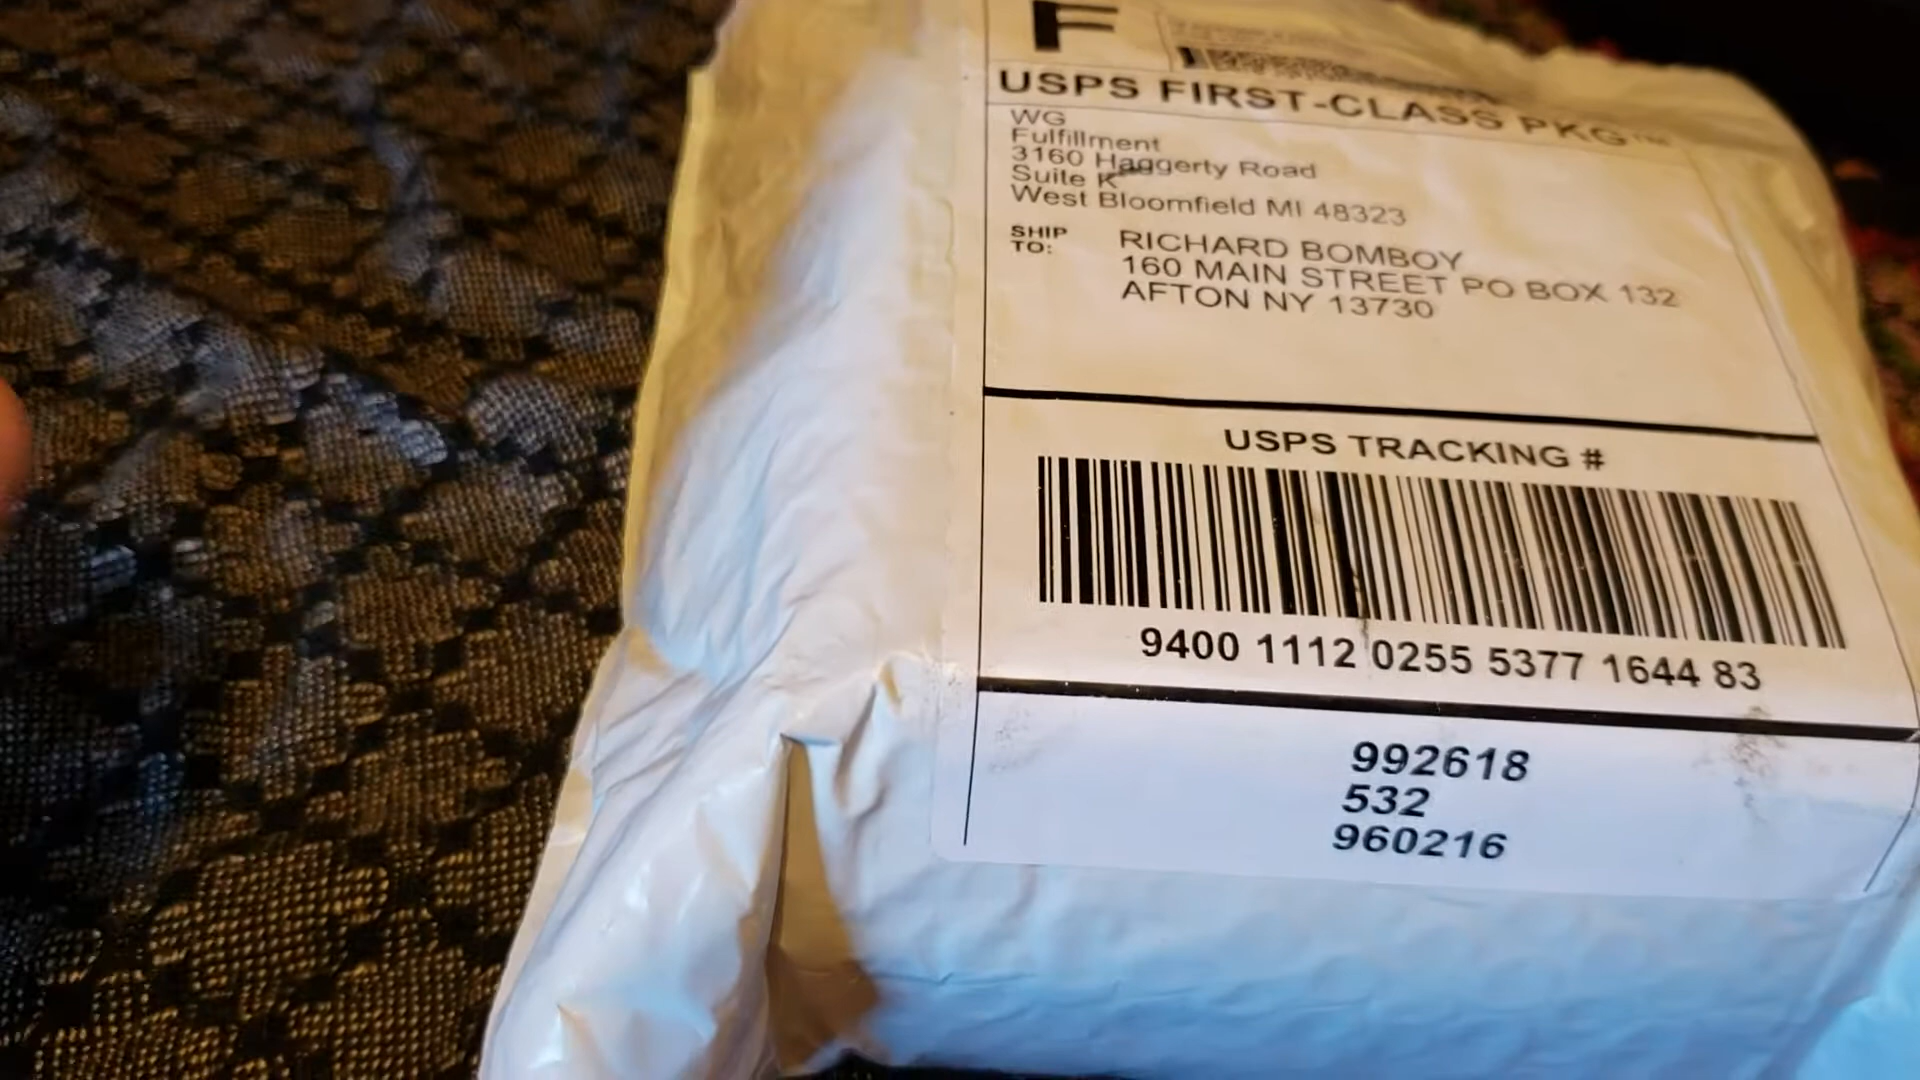 F
USPS FIRST-CLASS PKG™
WG
Fulfillment
3160 Haggerty Road
Suite K
West Bloomfield MI 48323
SHIP
TO:
RICHARD BOMBOY
160 MAIN STREET PO BOX 132
AFTON NY 13730
USPS TRACKING #
9400 1112 0255 5377 1644 83
992618
532
960216